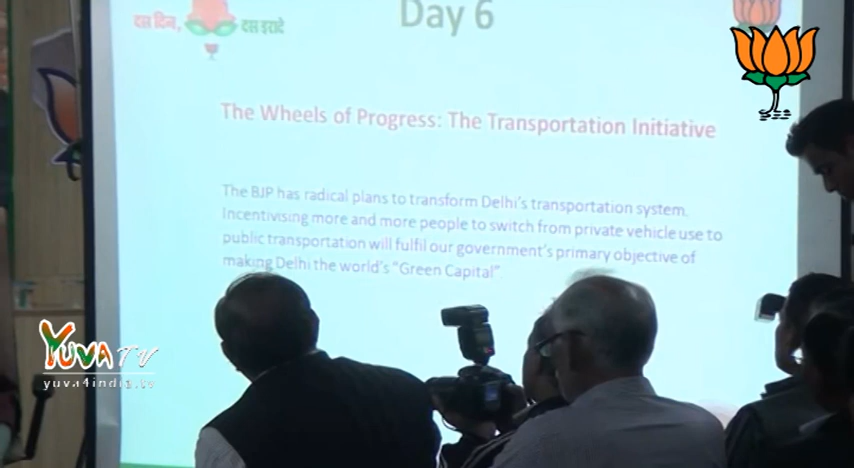 दस दिन, दस इरादे
Day 6
The Wheels of Progress: The Transportation Initiative
The BJP has radical plans to transform Delhi's transportation system.
Incentivising more and more people to switch from private vehicle use to
public transportation will fulfil our government's primary objective of
making Delhi the world's "Green Capital".
YUVA TV
yuva4india.tv